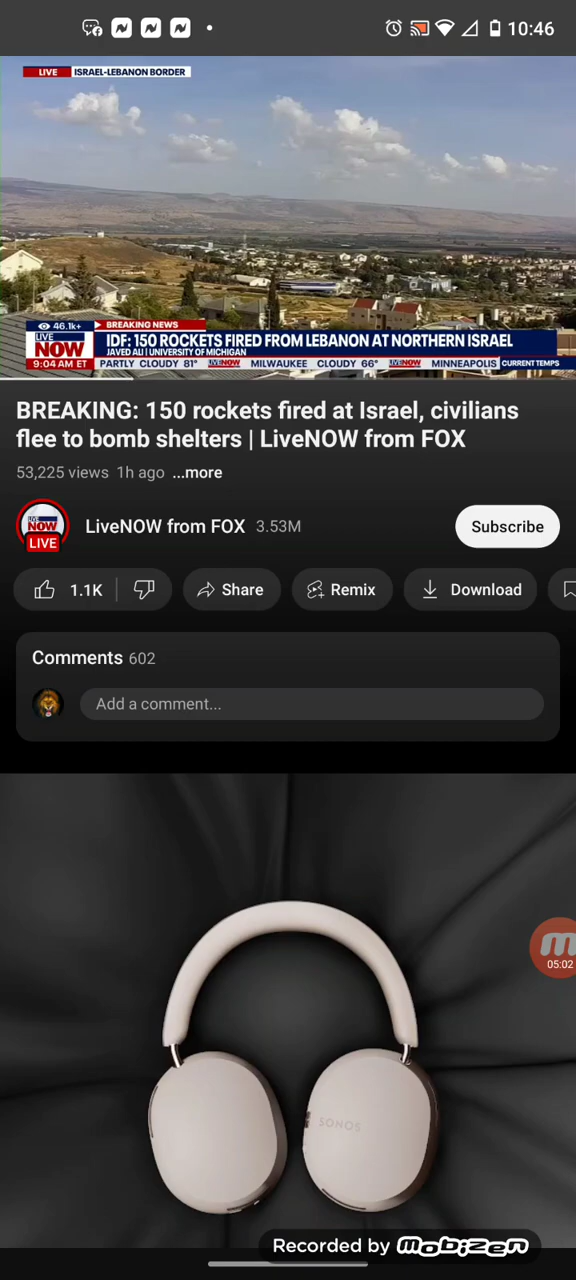 10:46
LIVE ISRAEL-LEBANON BORDER
46.1k+ BREAKING NEWS
LIVE NOW IDF: 150 ROCKETS FIRED FROM LEBANON AT NORTHERN ISRAEL
JAVED ALI | UNIVERSITY OF MICHIGAN
9:04 AM ET PARTLY CLOUDY 81° LIVENOW MILWAUKEE CLOUDY 66° LIVENOW MINNEAPOLIS CURRENT TEMPS
BREAKING: 150 rockets fired at Israel, civilians
flee to bomb shelters | LiveNOW from FOX
53,225 views 1h ago ...more
LIVE NOW
LIVE
LiveNOW from FOX 3.53M Subscribe
1.1K Share Remix Download
Comments 602
Add a comment...
m
05:02
SONOS
Recorded by mobizen